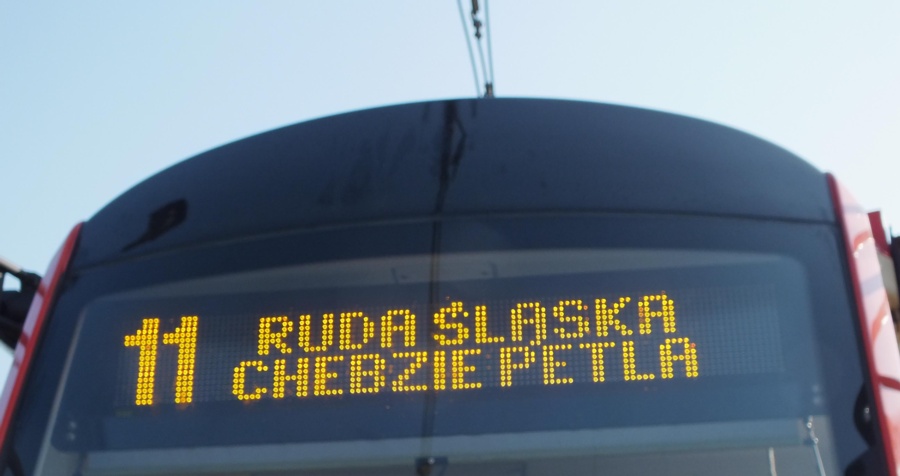 11 RUDA ŚLĄSKA
CHEBZIE PĘTLA